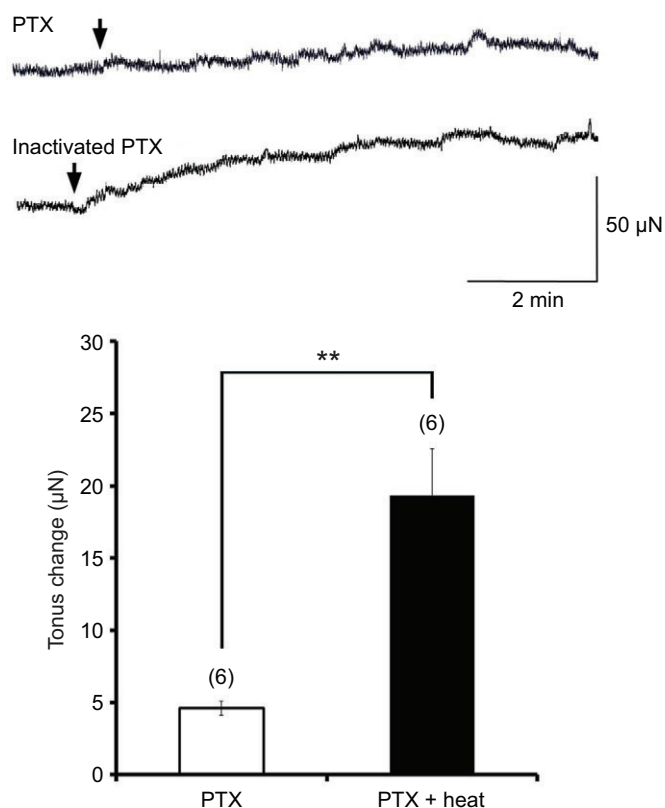 PTX
Inactivated PTX
50 µN
2 min
30
25
20
15
10
5
0
Tonus change (µN)
**
(6)
(6)
PTX
PTX + heat